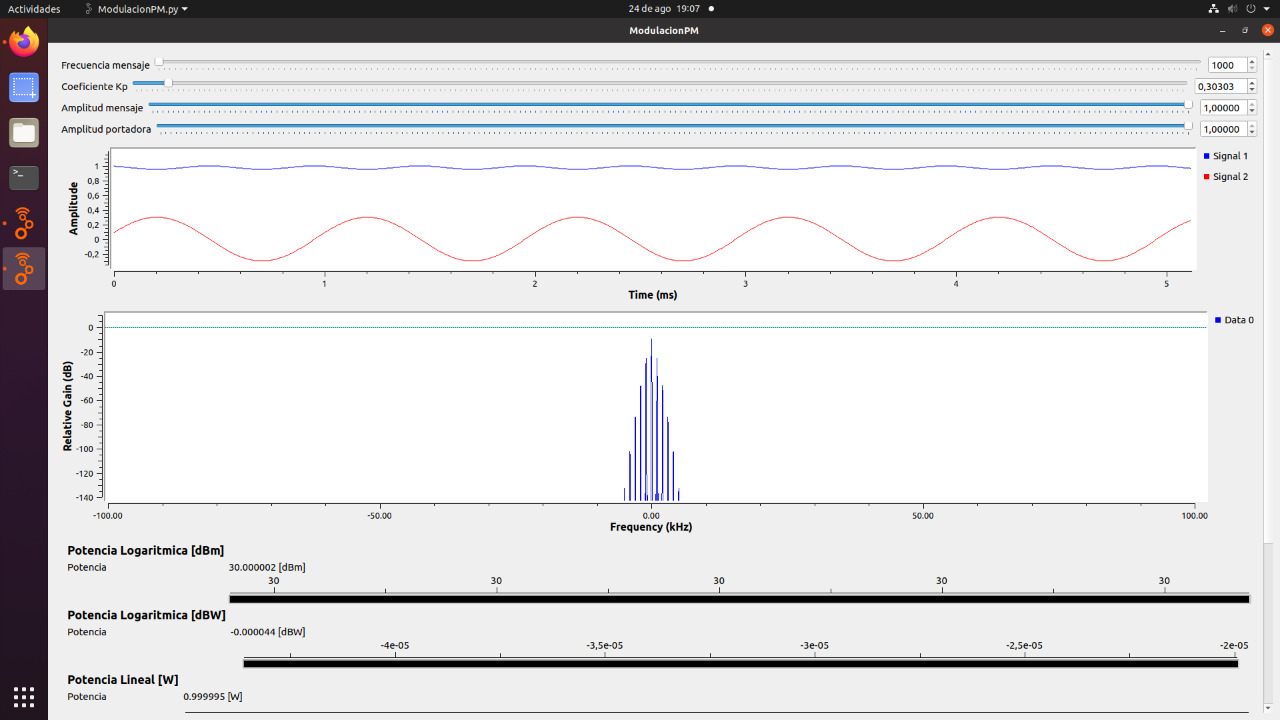 Actividades ModulacionPM.py 24 de ago 19:07
ModulacionPM
Frecuencia mensaje 1000
Coeficiente Kp 0,30303
Amplitud mensaje 1,00000
Amplitud portadora 1,00000
Amplitude
1
0,8
0,6
0,4
0,2
0
-0,2
Signal 1
Signal 2
0 1 2 3 4 5
Time (ms)
Relative Gain (dB)
0
-20
-40
-60
-80
-100
-120
-140
Data 0
-100.00 -50.00 0.00 50.00 100.00
Frequency (kHz)
Potencia Logaritmica [dBm]
Potencia 30.000002 [dBm]
30 30 30 30 30
Potencia Logaritmica [dBW]
Potencia -0.000044 [dBW]
-4e-05 -3,5e-05 -3e-05 -2,5e-05 -2e-05
Potencia Lineal [W]
Potencia 0.999995 [W]